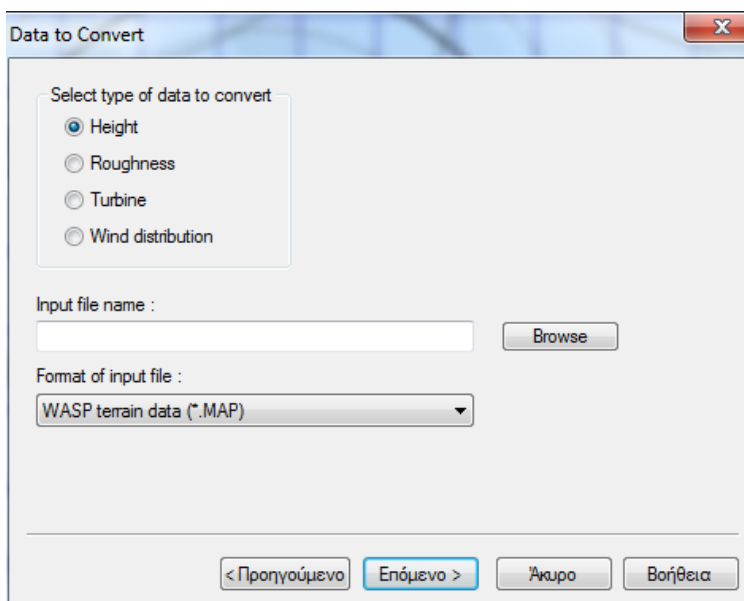 Data to Convert
Select type of data to convert
Height
Roughness
Turbine
Wind distribution
Input file name :
Browse
Format of input file :
WASP terrain data (*.MAP)
< Προηγούμενο Επόμενο > Άκυρο Βοήθεια